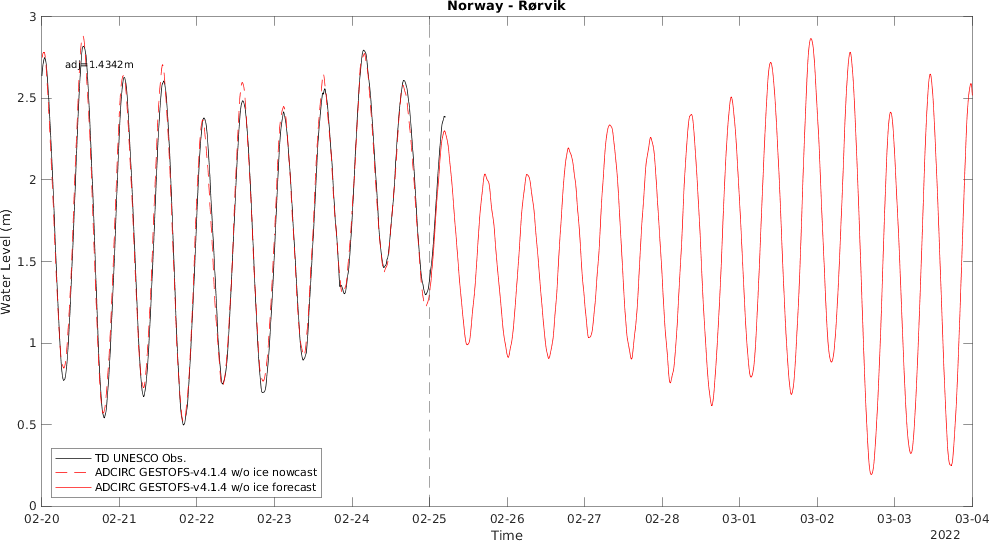 Norway - Rørvik
adj=1.4342m
Water Level (m)
3
2.5
2
1.5
1
0.5
0
TD UNESCO Obs.
ADCIRC GESTOFS-v4.1.4 w/o ice nowcast
ADCIRC GESTOFS-v4.1.4 w/o ice forecast
02-20 02-21 02-22 02-23 02-24 02-25 02-26 02-27 02-28 03-01 03-02 03-03 03-04
Time
2022